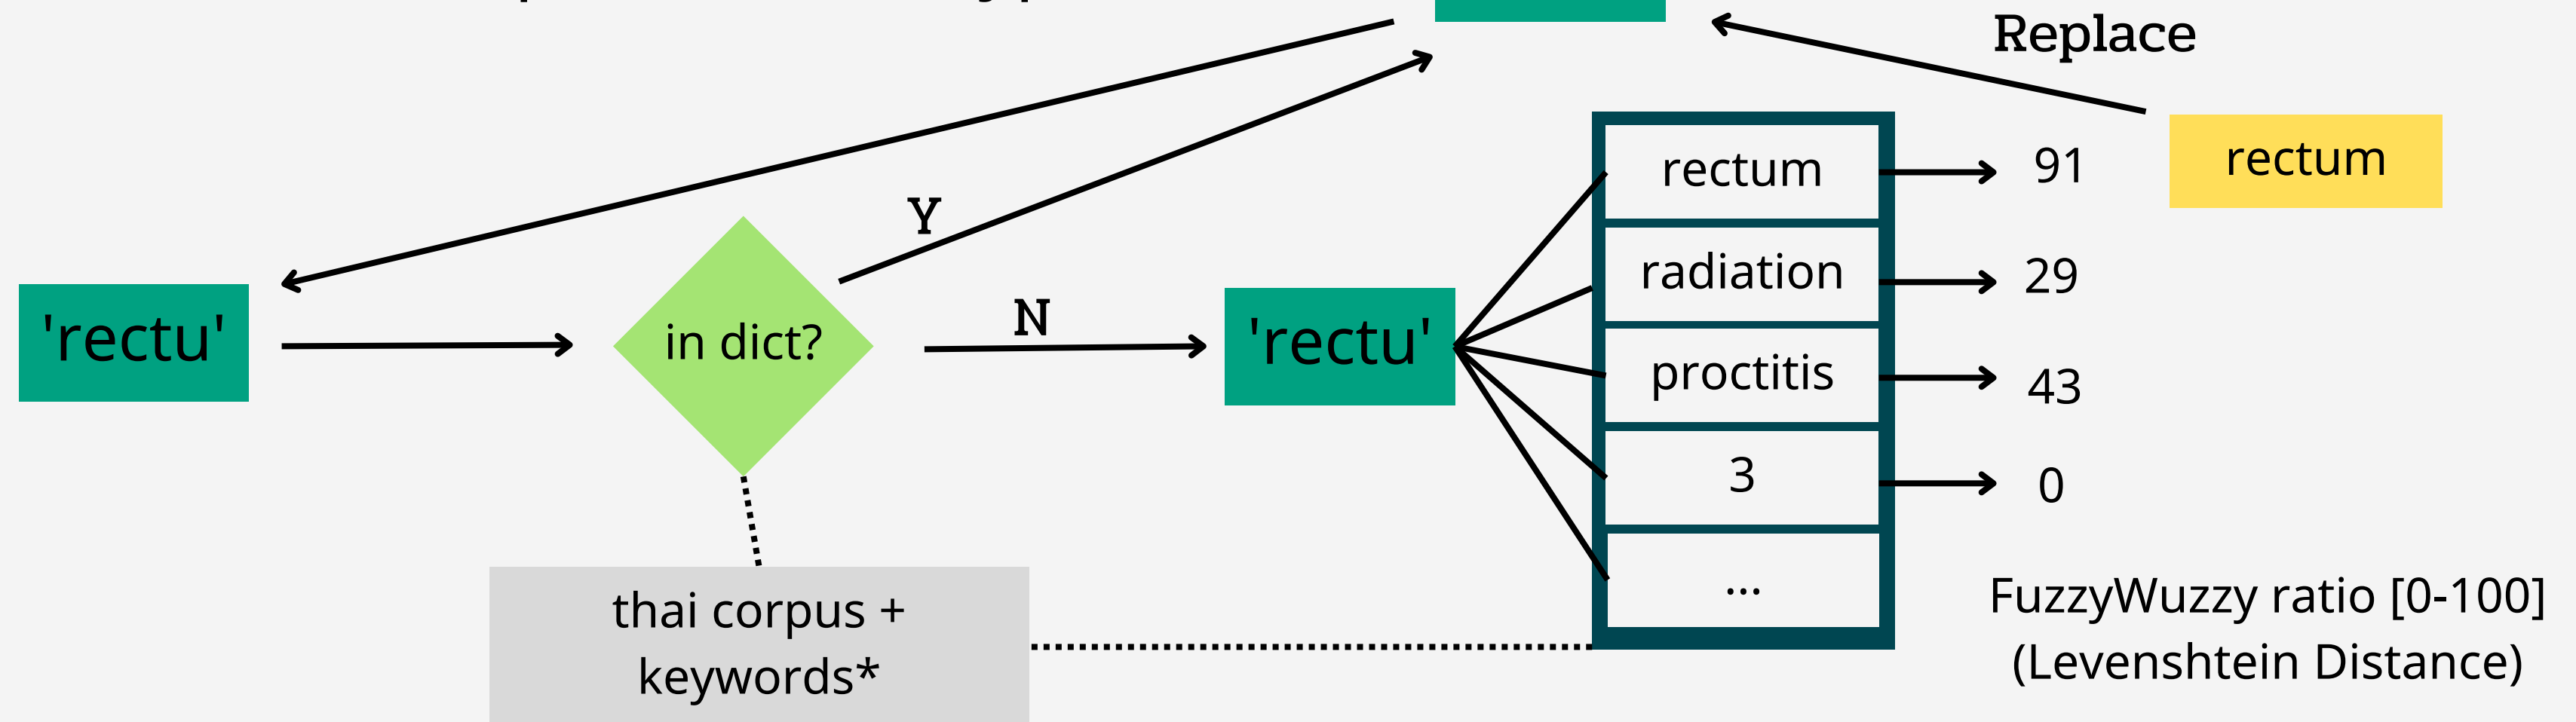 Replace
rectum
91
rectum
radiation
29
Y
N
'rectu'
in dict?
'rectu'
proctitis
43
3
0
...
thai corpus +
keywords*
FuzzyWuzzy ratio [0-100]
(Levenshtein Distance)